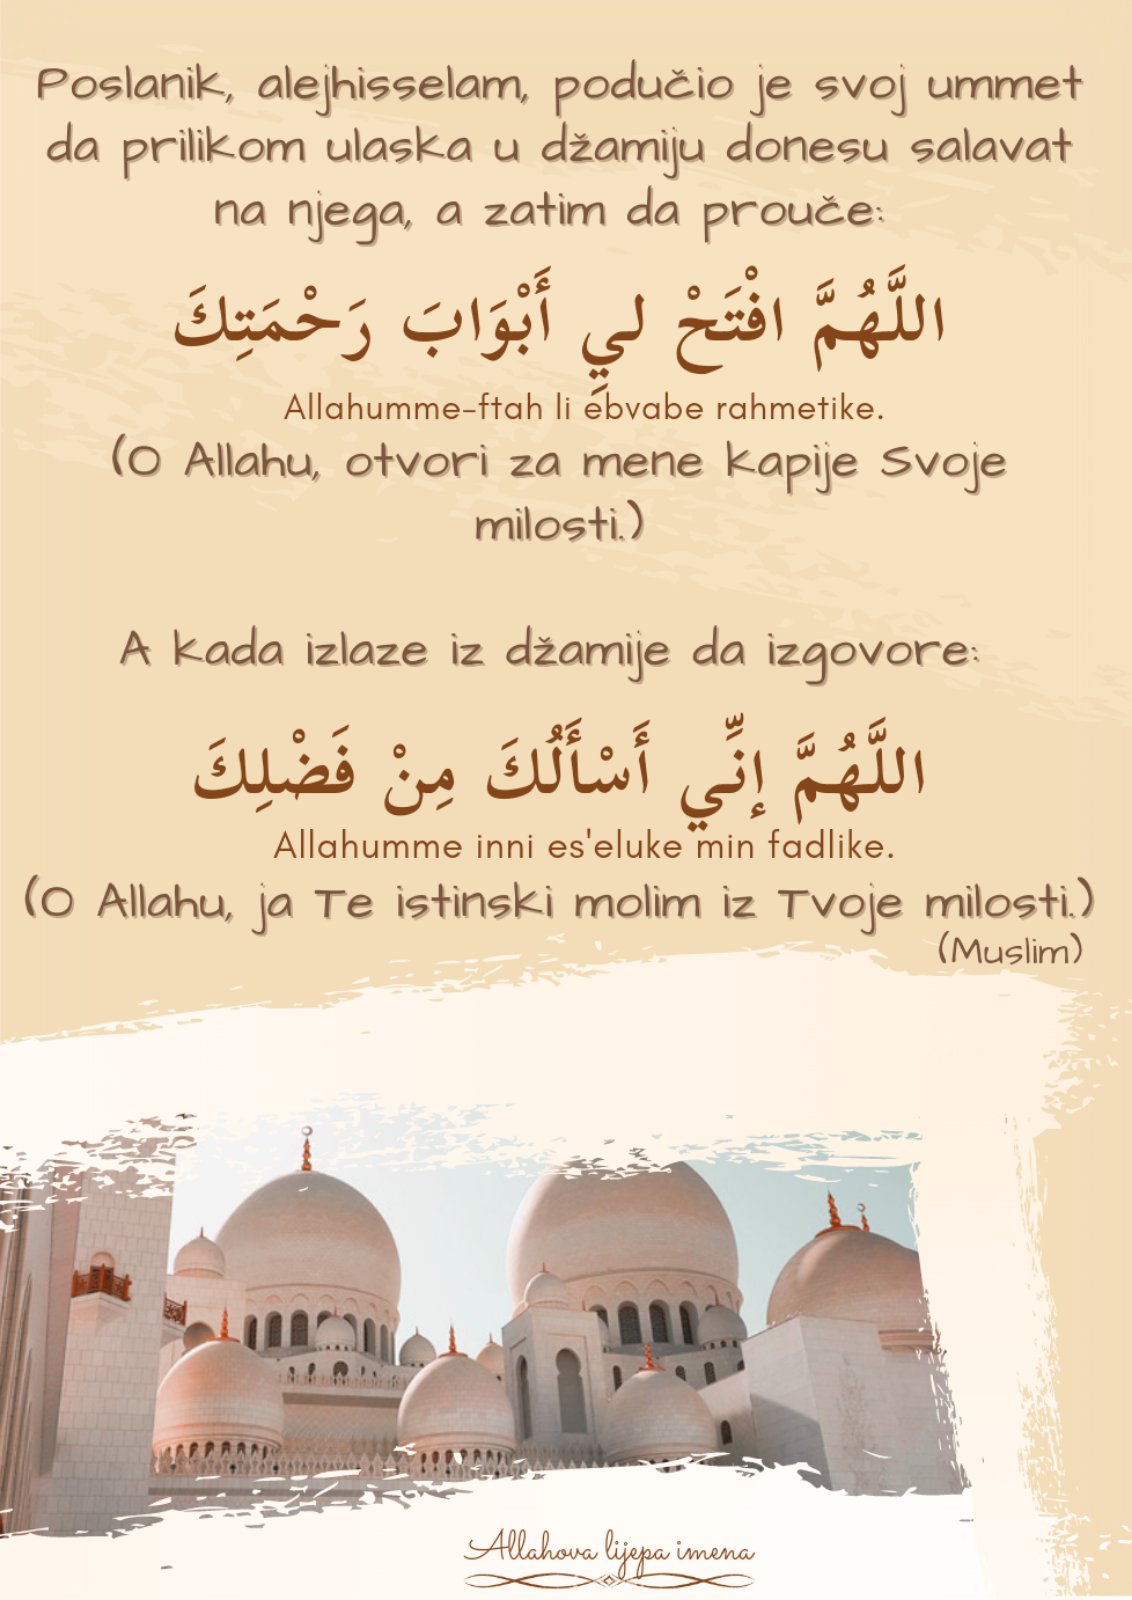 Poslanik, alejhisselam, podučio je svoj ummet
da prilikom ulaska u džamiju donesu salavat
na njega, a zatim da prouče:
اللَّهُمَّ افْتَحْ لِي أَبْوَابَ رَحْمَتِكَ
Allahumme-ftah li ebvabe rahmetike.
(O Allahu, otvori za mene kapije Svoje
milosti.)
A kada izlaze iz džamije da izgovore:
اللَّهُمَّ إِنِّي أَسْأَلُكَ مِنْ فَضْلِكَ
Allahumme inni es'eluke min fadlike.
(O Allahu, ja Te istinski molim iz Tvoje milosti.)
(Muslim)
Allahova lijepa imena